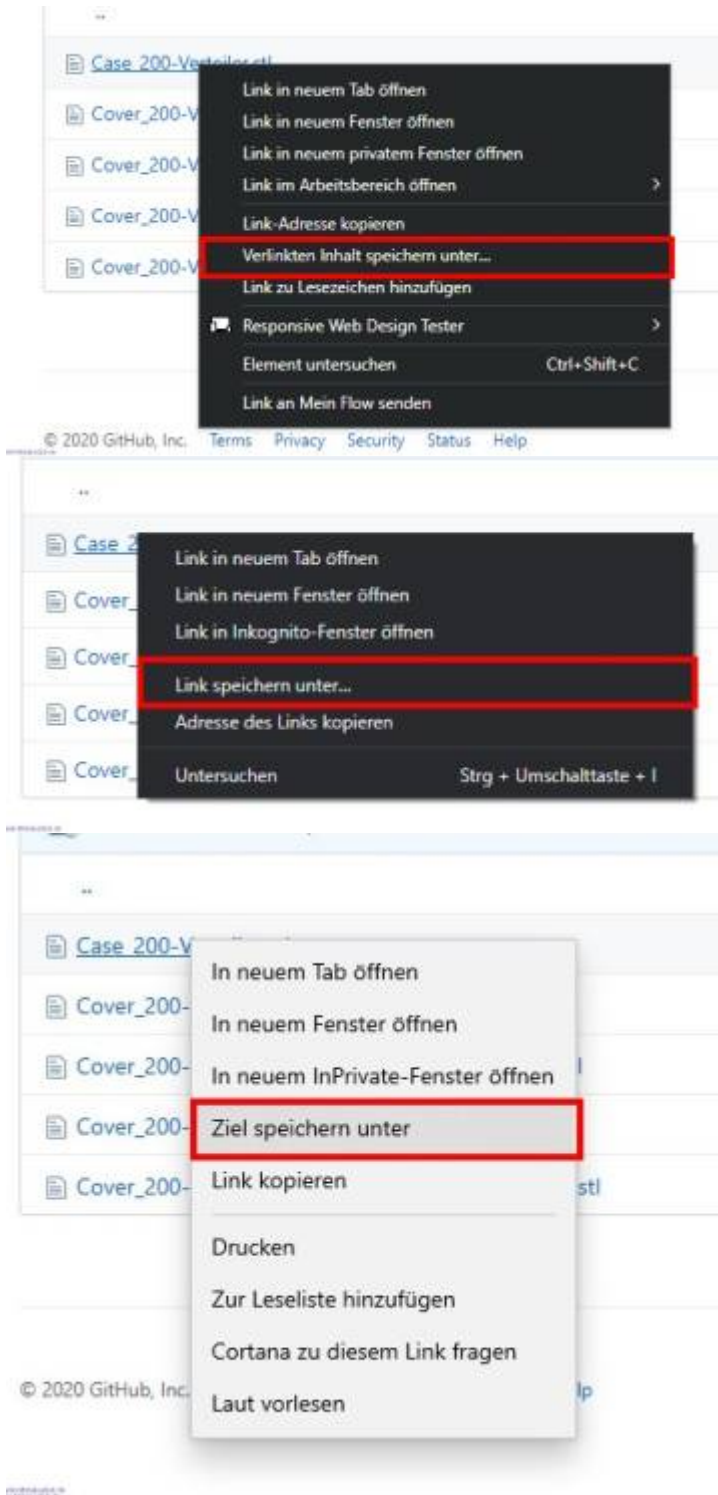 ..
Case_200-Verteiler.stl
Link in neuem Tab öffnen
Cover_200-V
Link in neuem Fenster öffnen
Link in neuem privatem Fenster öffnen
Cover_200-V
Link im Arbeitsbereich öffnen
Cover_200-V
Link-Adresse kopieren
Verlinkten Inhalt speichern unter...
Cover_200-V
Link zu Lesezeichen hinzufügen
Responsive Web Design Tester
Element untersuchen Ctrl+Shift+C
Link an Mein Flow senden
© 2020 GitHub, Inc. Terms Privacy Security Status Help
..
Case_2
Link in neuem Tab öffnen
Cover_
Link in neuem Fenster öffnen
Link in Inkognito-Fenster öffnen
Cover_
Link speichern unter...
Cover_
Adresse des Links kopieren
Cover_
Untersuchen Strg + Umschalttaste + I
..
Case_200-V
In neuem Tab öffnen
Cover_200-
In neuem Fenster öffnen
Cover_200- l
In neuem InPrivate-Fenster öffnen
Cover_200-
Ziel speichern unter
Cover_200- stl
Link kopieren
Drucken
Zur Leseliste hinzufügen
Cortana zu diesem Link fragen
© 2020 GitHub, Inc. lp
Laut vorlesen